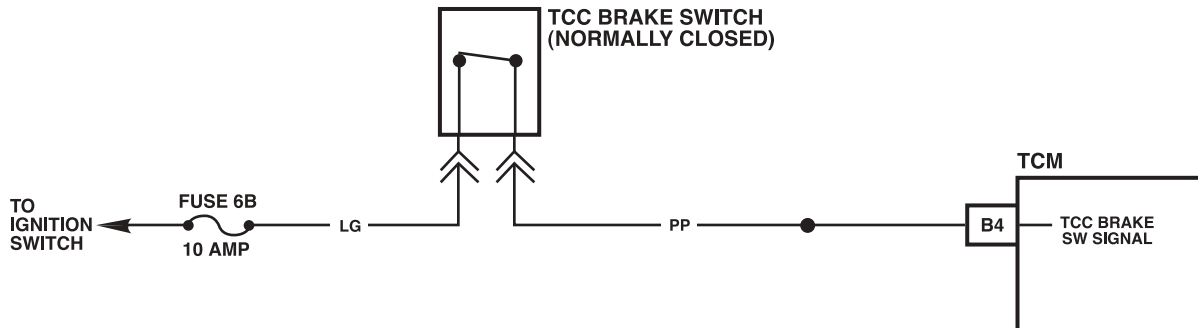 TCC BRAKE SWITCH
(NORMALLY CLOSED)
TCM
TO
IGNITION
SWITCH
FUSE 6B
10 AMP
LG
PP
B4
TCC BRAKE
SW SIGNAL